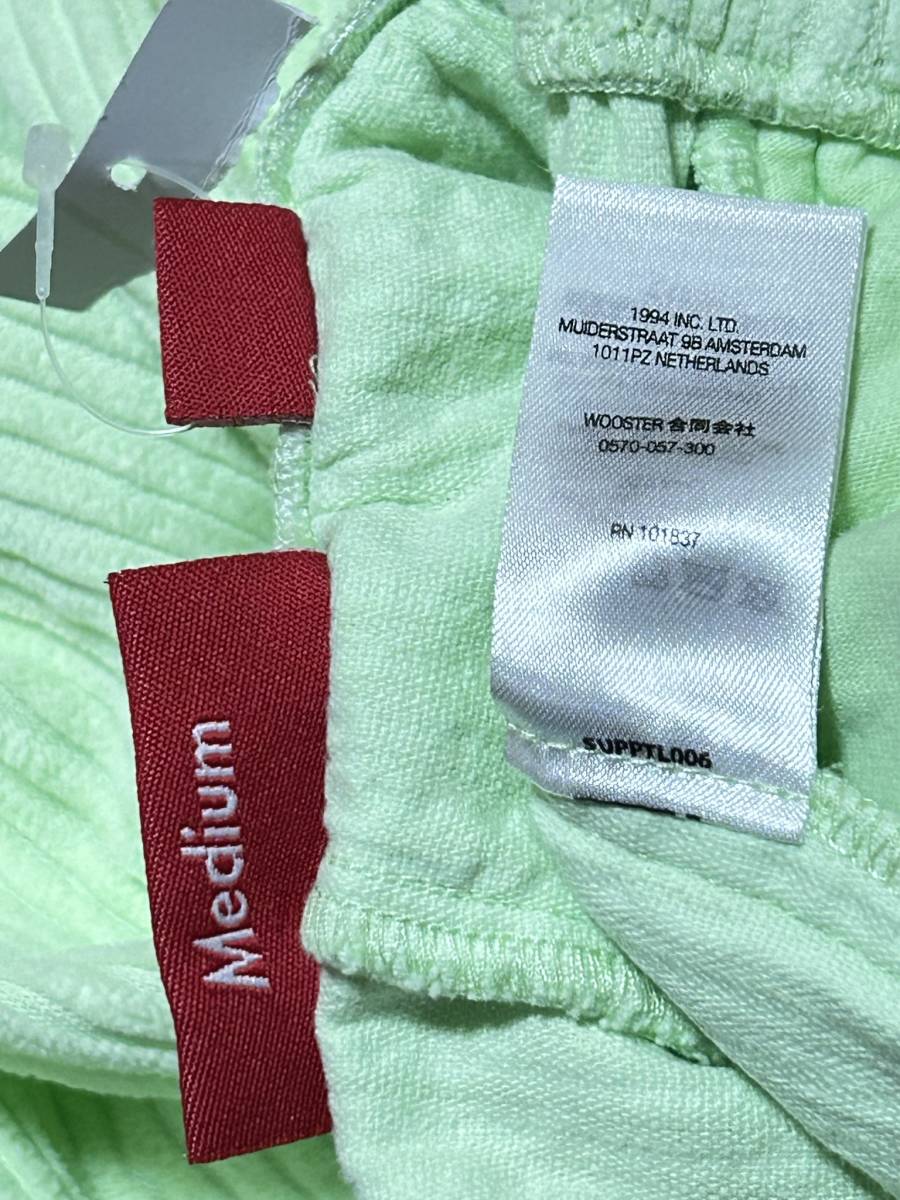 1994 INC. LTD.
MUIDERSTRAAT 9B AMSTERDAM
1011PZ NETHERLANDS
WOOSTER 合同会社
0570-057-300
RN 101837
SUPPTL006
Medium